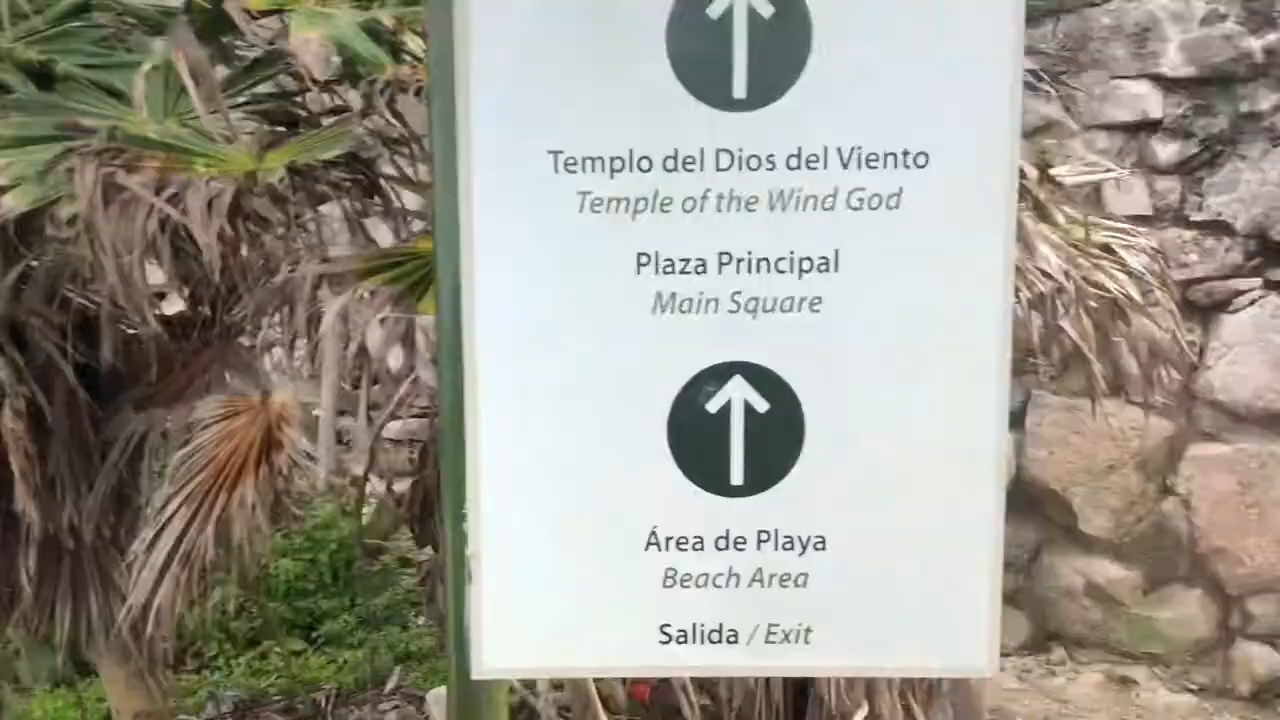 Templo del Dios del Viento
Temple of the Wind God
Plaza Principal
Main Square
Área de Playa
Beach Area
Salida / Exit